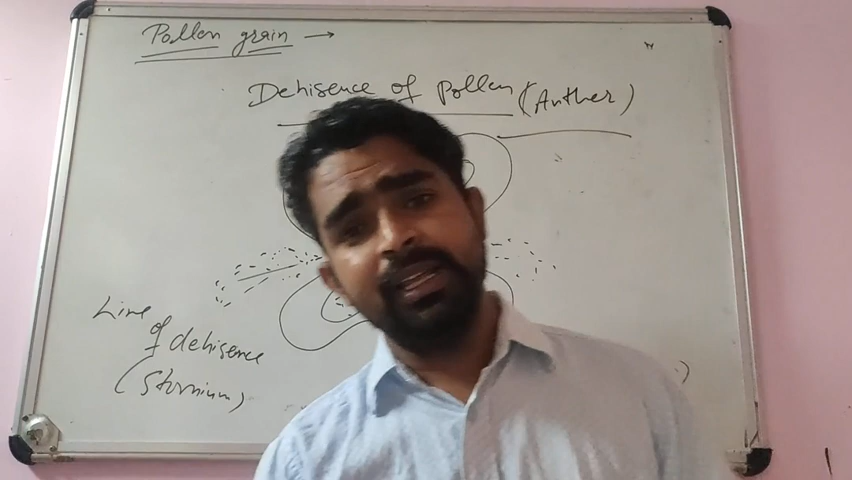 Pollen grain →
Dehisence of Pollen
(Anther)
Line
of dehisence
(Stomium)
)